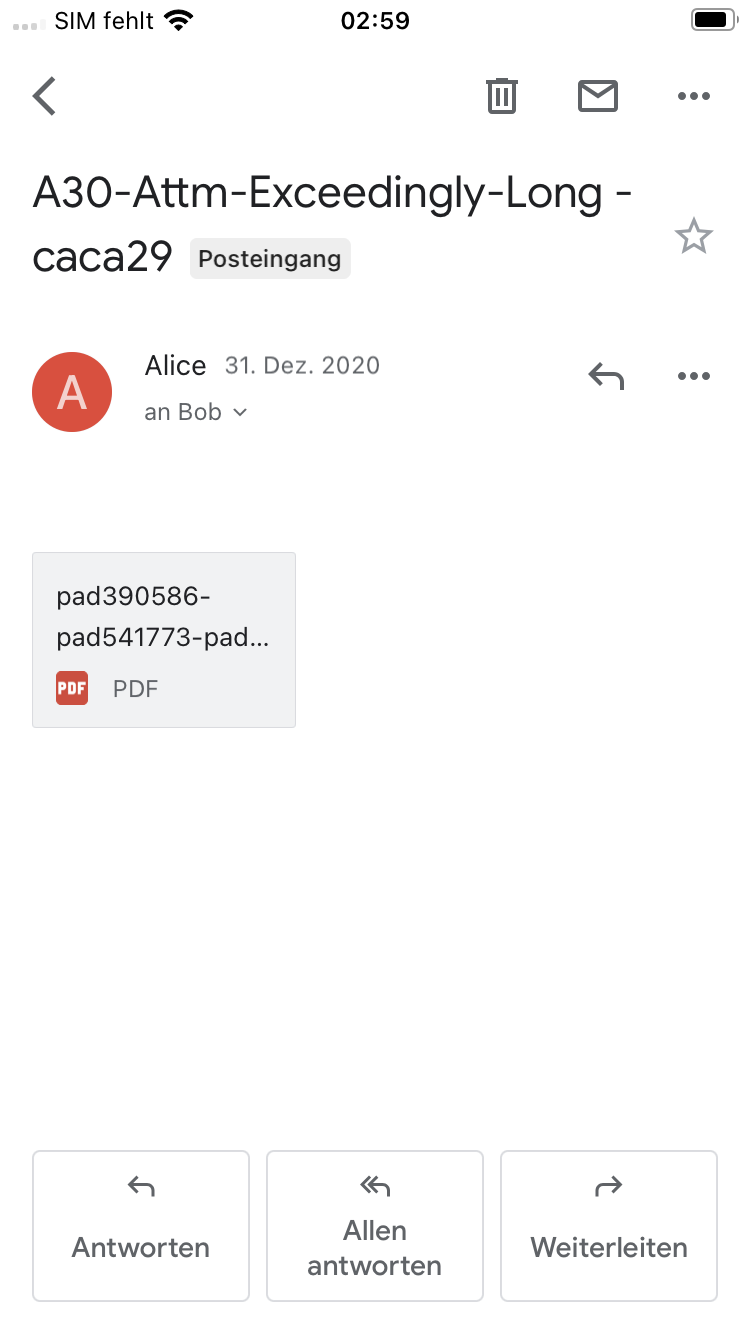 SIM fehlt 02:59
A30-Attm-Exceedingly-Long -
caca29 Posteingang
A
Alice 31. Dez. 2020
an Bob
pad390586-
pad541773-pad...
PDF PDF
Antworten
Allen
antworten
Weiterleiten